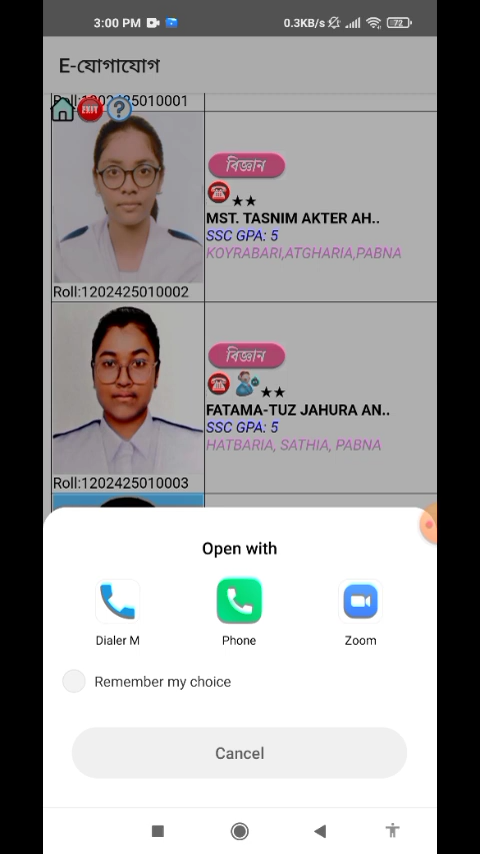 3:00 PM 0.3KB/s 72
E-যোগাযোগ
Roll:1202425010001
EXIT ?
বিজ্ঞান
★★
MST. TASNIM AKTER AH..
SSC GPA: 5
KOYRABARI,ATGHARIA,PABNA
Roll:1202425010002
বিজ্ঞান
★★
FATAMA-TUZ JAHURA AN..
SSC GPA: 5
HATBARIA, SATHIA, PABNA
Roll:1202425010003
Open with
Dialer M Phone Zoom
Remember my choice
Cancel